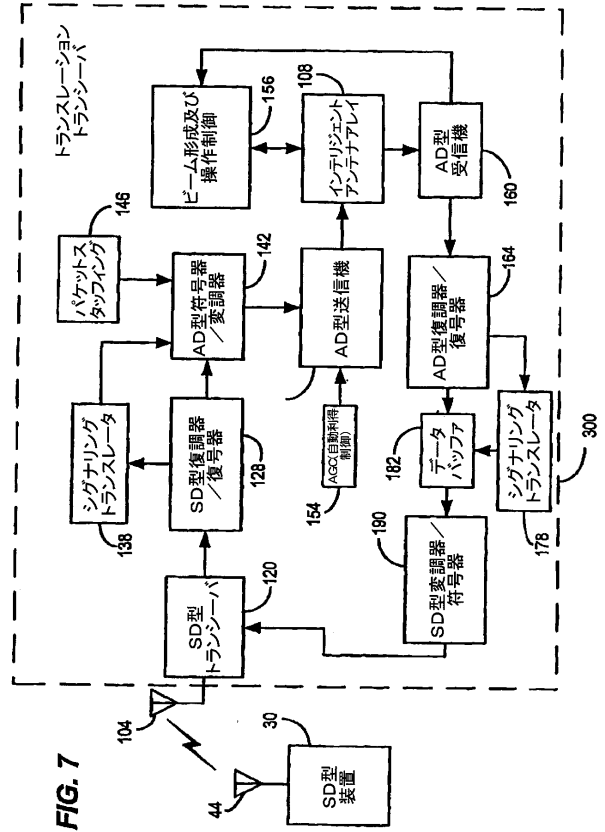 FIG. 7
トランスレーション
トランシーバ
44
30
SD型
装置
104
SD型
トランシーバ
120
シグナリング
トランスレータ
138
SD型復調器
/復号器
128
パケットス
タッフィング
146
AD型符号器
/変調器
142
ビーム形成及び
操作制御
156
AGC(自動利得
制御)
154
AD型送信機
インテリジェント
アンテナアレイ
108
SD型変調器/
符号器
190
データ
バッファ
182
AD型復調器/
復号器
164
AD型
受信機
160
シグナリング
トランスレータ
178
300